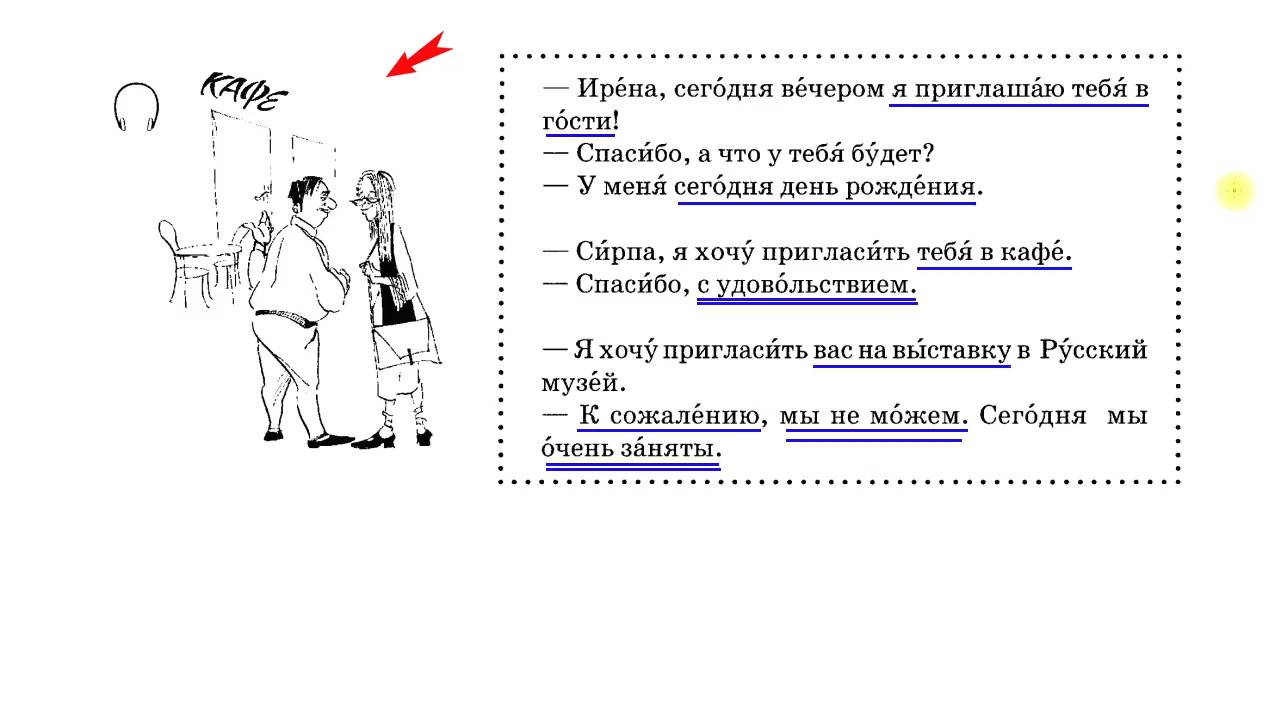 КАФЕ
— Ире́на, сего́дня ве́чером я приглаша́ю тебя́ в
го́сти!
— Спаси́бо, а что у тебя́ бу́дет?
— У меня́ сего́дня день рожде́ния.
— Си́рпа, я хочу́ пригласи́ть тебя́ в кафе́.
— Спаси́бо, с удово́льствием.
— Я хочу́ пригласи́ть вас на вы́ставку в Ру́сский
музе́й.
— К сожале́нию, мы не мо́жем. Сего́дня мы
о́чень за́няты.